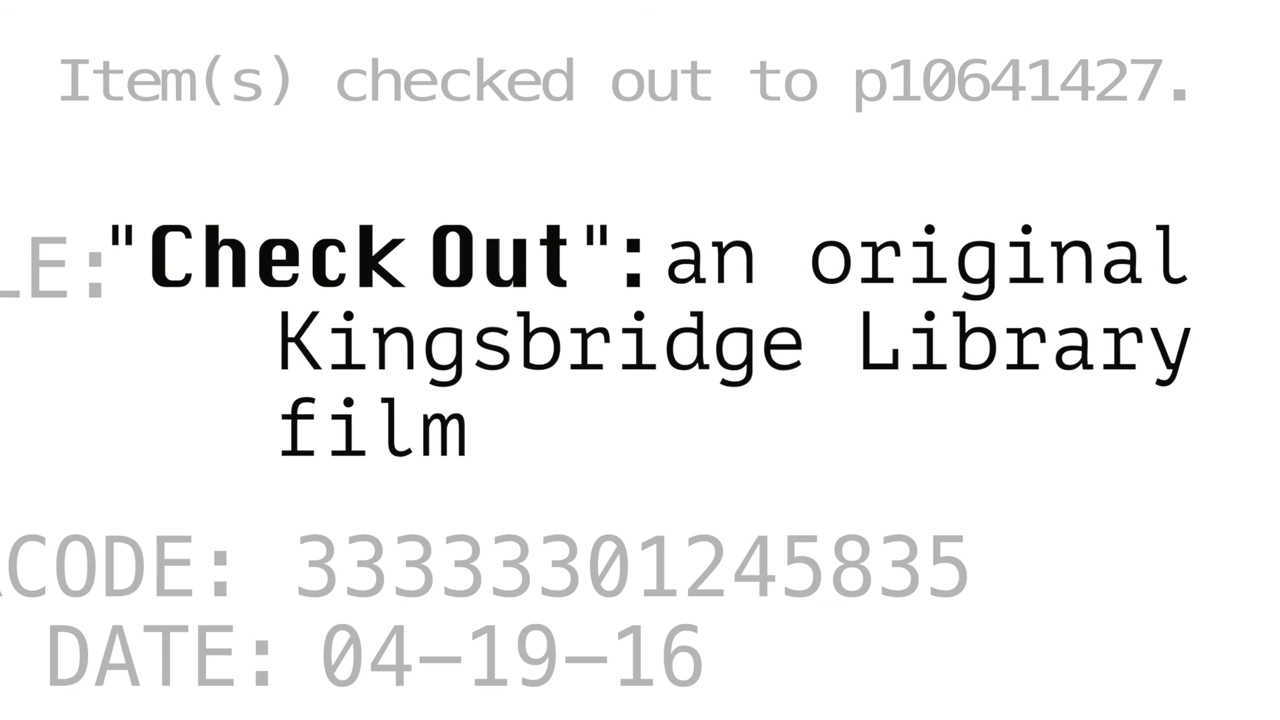 Item(s) checked out to p10641427.
LE: "Check Out": an original
Kingsbridge Library
film
CODE: 33333301245835
DATE: 04-19-16